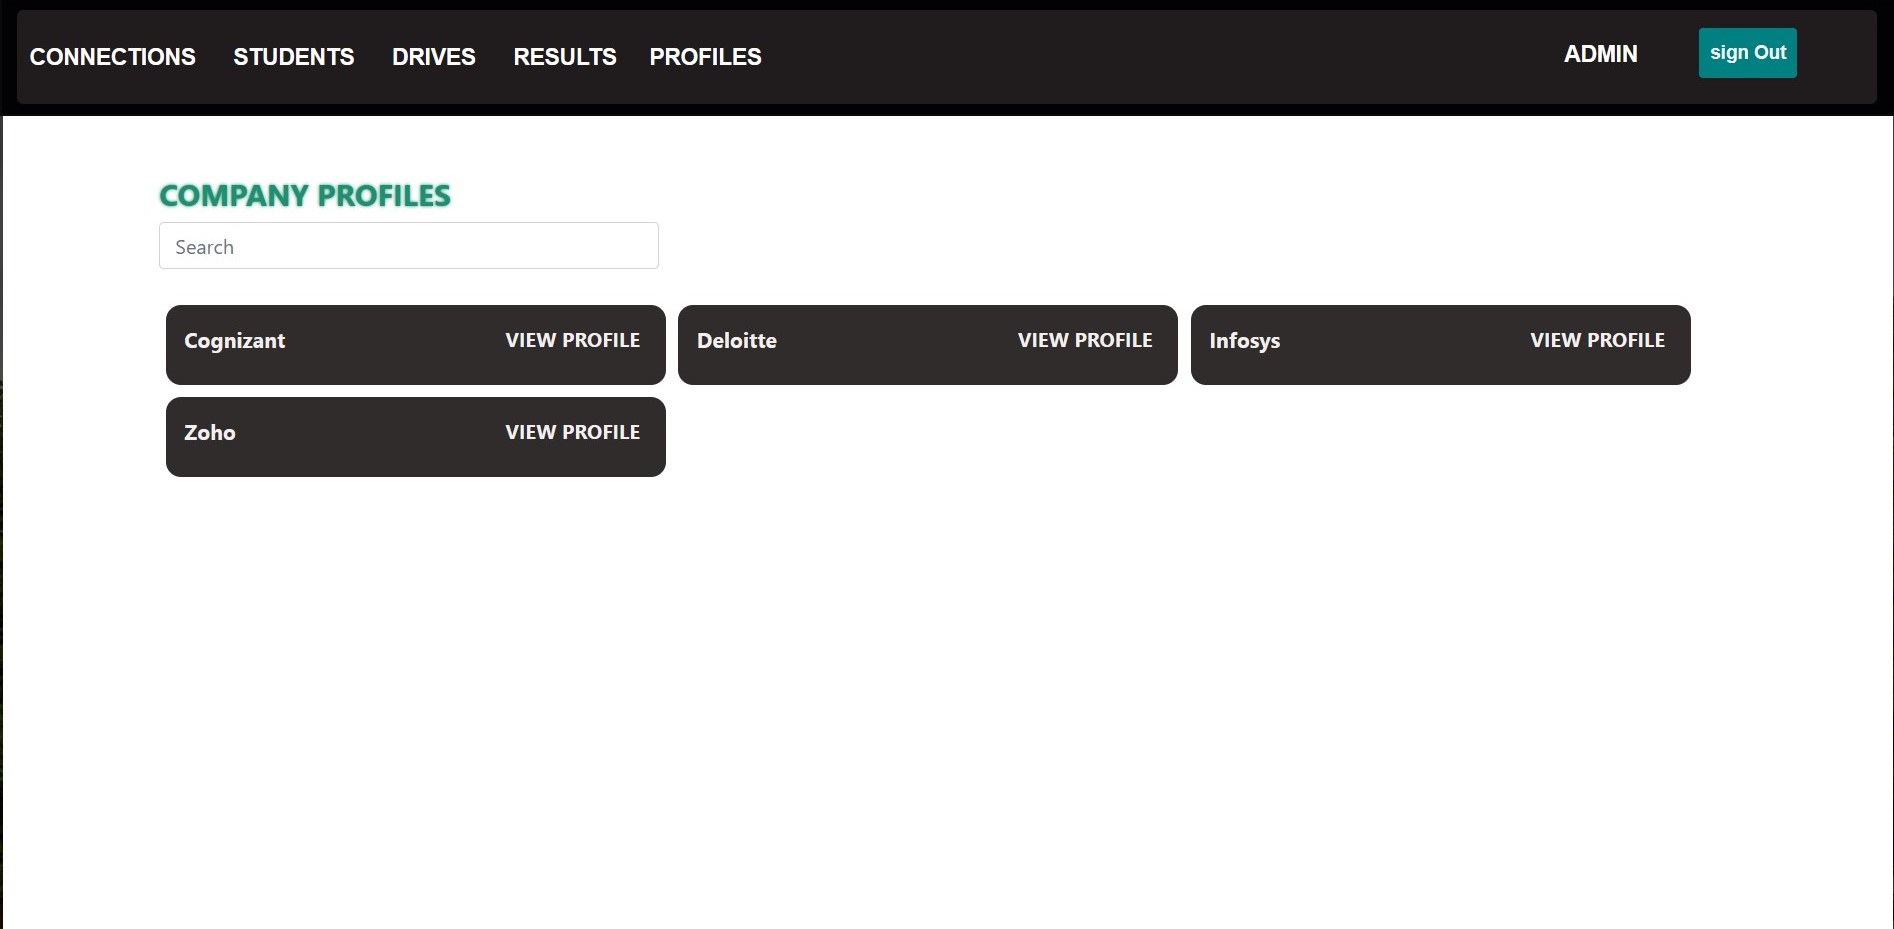 CONNECTIONS STUDENTS DRIVES RESULTS PROFILES ADMIN sign Out
COMPANY PROFILES
Search
Cognizant VIEW PROFILE Deloitte VIEW PROFILE Infosys VIEW PROFILE
Zoho VIEW PROFILE